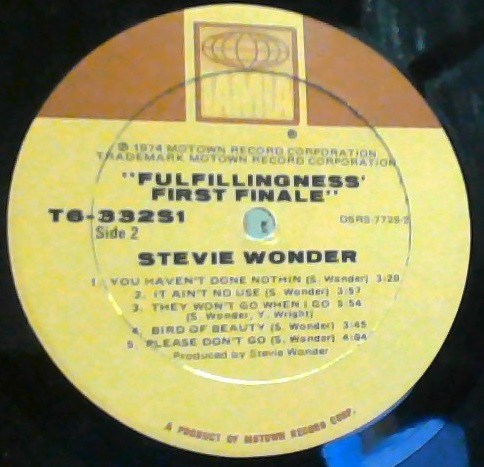 TAMLA
®
℗ 1974 MOTOWN RECORD CORPORATION
TRADEMARK MOTOWN RECORD CORPORATION
"FULFILLINGNESS'
FIRST FINALE"
T6-332S1
DSRS-7729-2
Side 2
STEVIE WONDER
1. YOU HAVEN'T DONE NOTHIN (S. Wonder) 3:20
2. IT AIN'T NO USE (S. Wonder) 3:57
3. THEY WON'T GO WHEN I GO 5:54
(S. Wonder, Y. Wright)
4. BIRD OF BEAUTY (S. Wonder) 3:45
5. PLEASE DON'T GO (S. Wonder) 4:04
Produced by Stevie Wonder
A PRODUCT OF MOTOWN RECORD CORP.